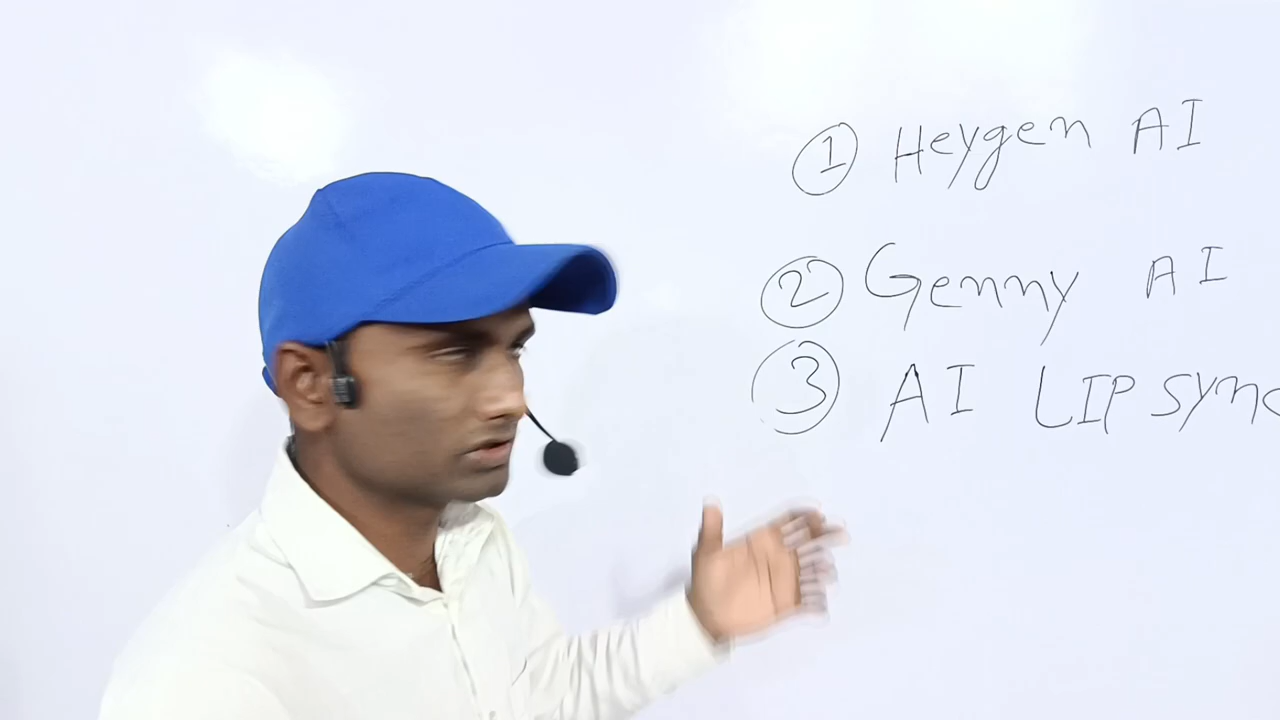 ① Heygen AI
② Genny AI
③ AI LIP SYNC